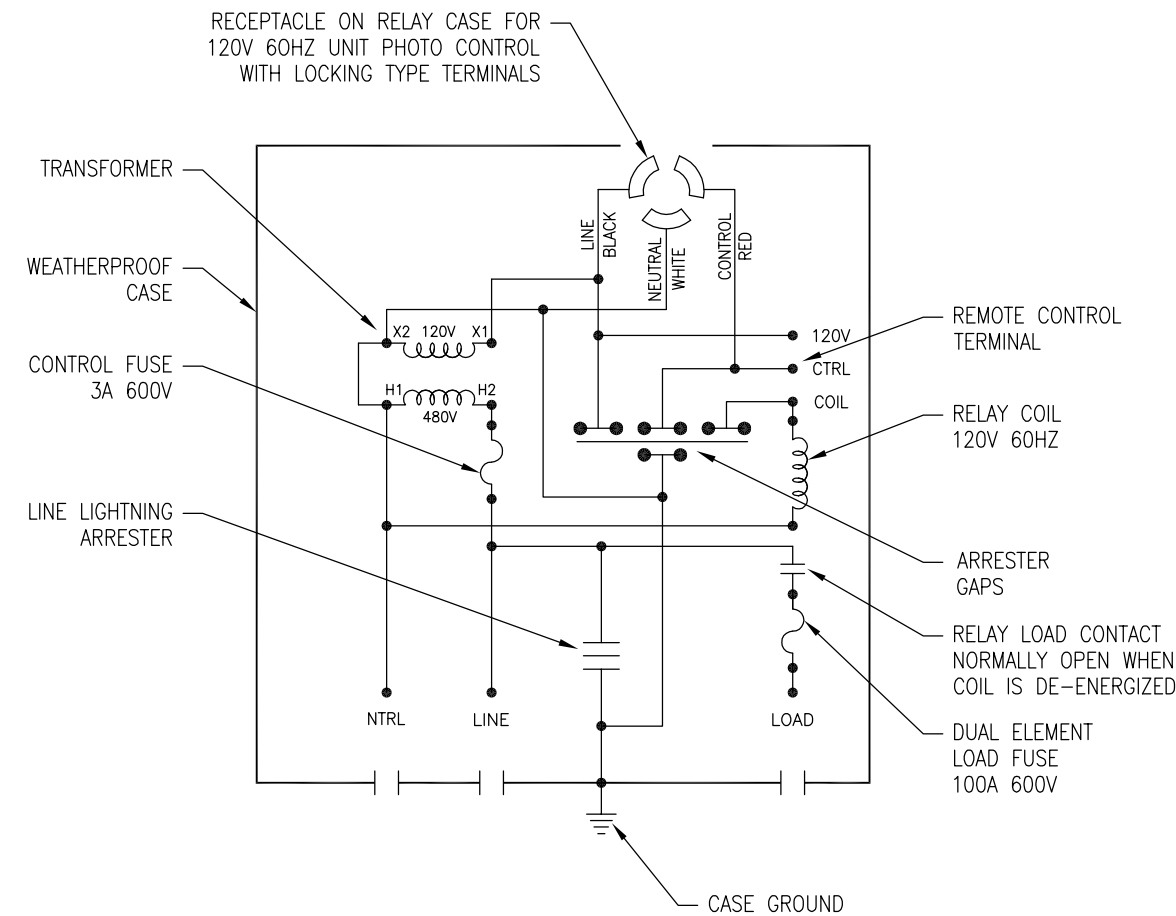 RECEPTACLE ON RELAY CASE FOR
120V 60HZ UNIT PHOTO CONTROL
WITH LOCKING TYPE TERMINALS
TRANSFORMER
WEATHERPROOF
CASE
CONTROL FUSE
3A 600V
LINE LIGHTNING
ARRESTER
LINE
BLACK
NEUTRAL
WHITE
CONTROL
RED
X2 120V X1
H1 H2
480V
120V
CTRL
COIL
REMOTE CONTROL
TERMINAL
RELAY COIL
120V 60HZ
ARRESTER
GAPS
RELAY LOAD CONTACT
NORMALLY OPEN WHEN
COIL IS DE-ENERGIZED
DUAL ELEMENT
LOAD FUSE
100A 600V
NTRL
LINE
LOAD
CASE GROUND